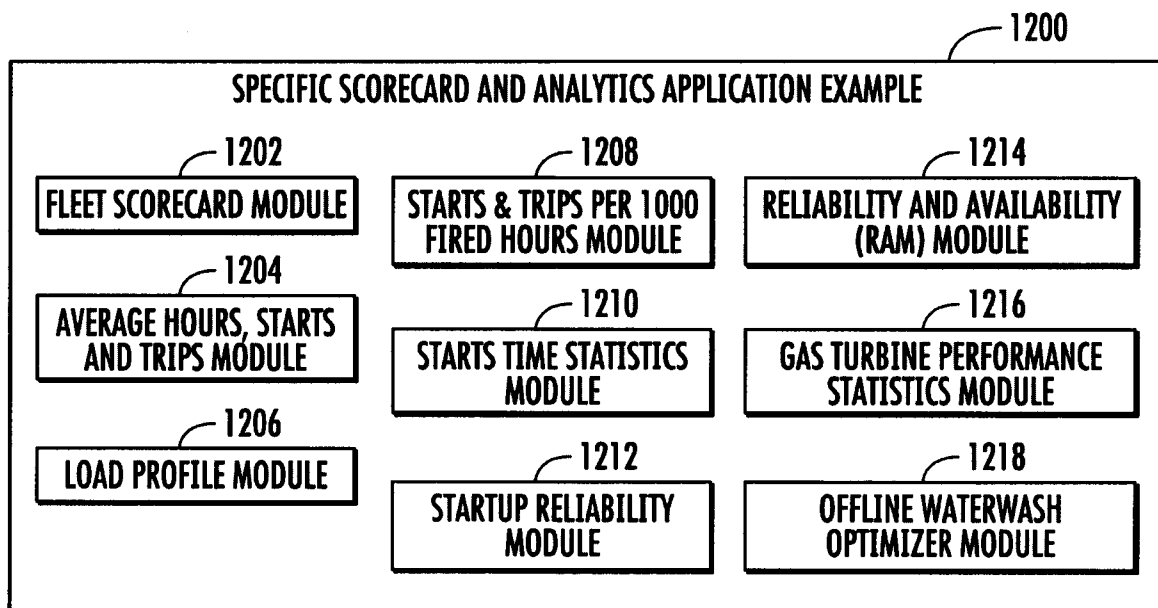 1200
SPECIFIC SCORECARD AND ANALYTICS APPLICATION EXAMPLE
1202
FLEET SCORECARD MODULE
1204
AVERAGE HOURS, STARTS
AND TRIPS MODULE
1206
LOAD PROFILE MODULE
1208
STARTS & TRIPS PER 1000
FIRED HOURS MODULE
1210
STARTS TIME STATISTICS
MODULE
1212
STARTUP RELIABILITY
MODULE
1214
RELIABILITY AND AVAILABILITY
(RAM) MODULE
1216
GAS TURBINE PERFORMANCE
STATISTICS MODULE
1218
OFFLINE WATERWASH
OPTIMIZER MODULE